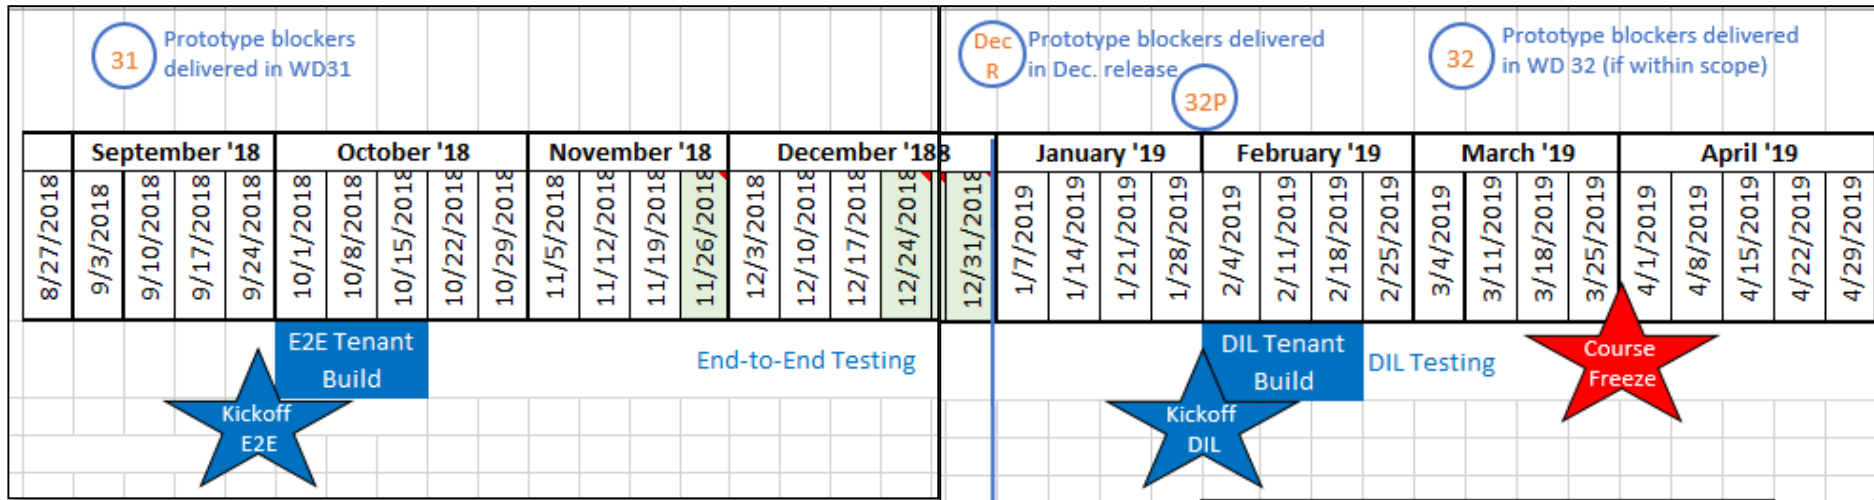 31
Prototype blockers
delivered in WD31
Dec
R
Prototype blockers delivered
in Dec. release
32P
32
Prototype blockers delivered
in WD 32 (if within scope)
September '18
October '18
November '18
December '188
January '19
February '19
March '19
April '19
8/27/2018
9/3/2018
9/10/2018
9/17/2018
9/24/2018
10/1/2018
10/8/2018
10/15/2018
10/22/2018
10/29/2018
11/5/2018
11/12/2018
11/19/2018
11/26/2018
12/3/2018
12/10/2018
12/17/2018
12/24/2018
12/31/2018
1/7/2019
1/14/2019
1/21/2019
1/28/2019
2/4/2019
2/11/2019
2/18/2019
2/25/2019
3/4/2019
3/11/2019
3/18/2019
3/25/2019
4/1/2019
4/8/2019
4/15/2019
4/22/2019
4/29/2019
E2E Tenant
Build
Kickoff
E2E
End-to-End Testing
DIL Tenant
Build
Kickoff
DIL
DIL Testing
Course
Freeze